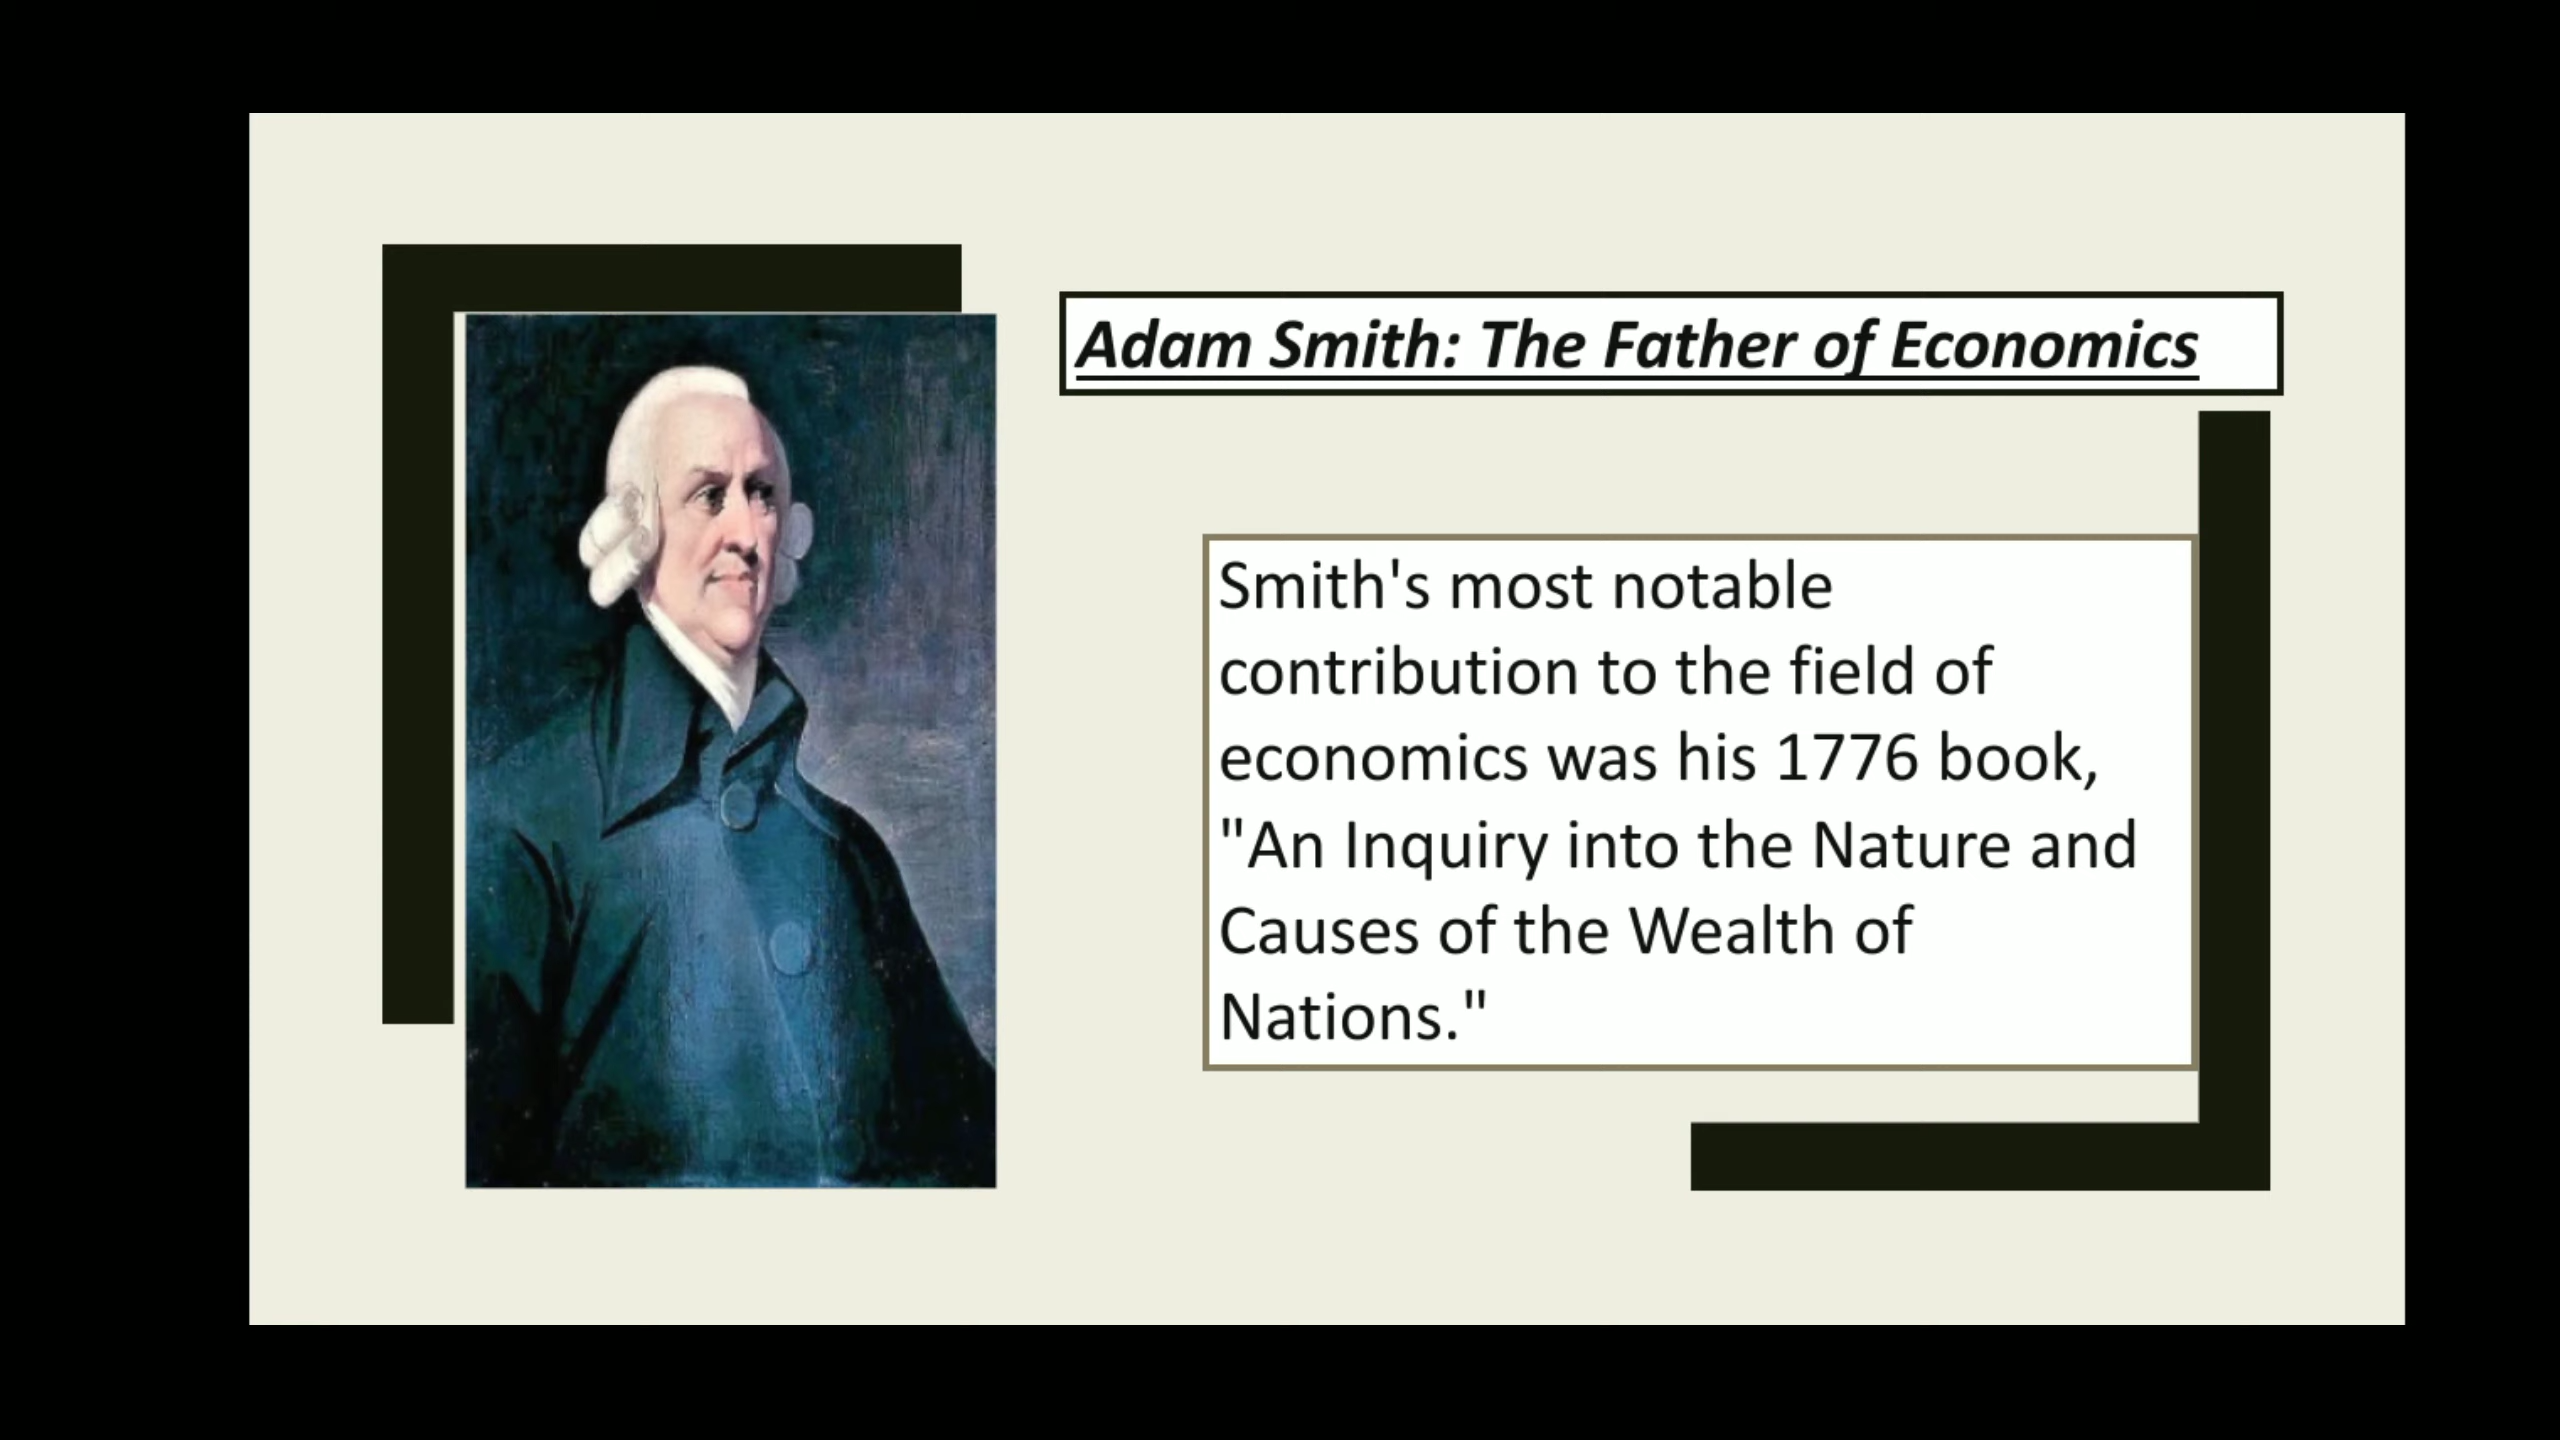 Adam Smith: The Father of Economics
Smith's most notable
contribution to the field of
economics was his 1776 book,
"An Inquiry into the Nature and
Causes of the Wealth of
Nations."